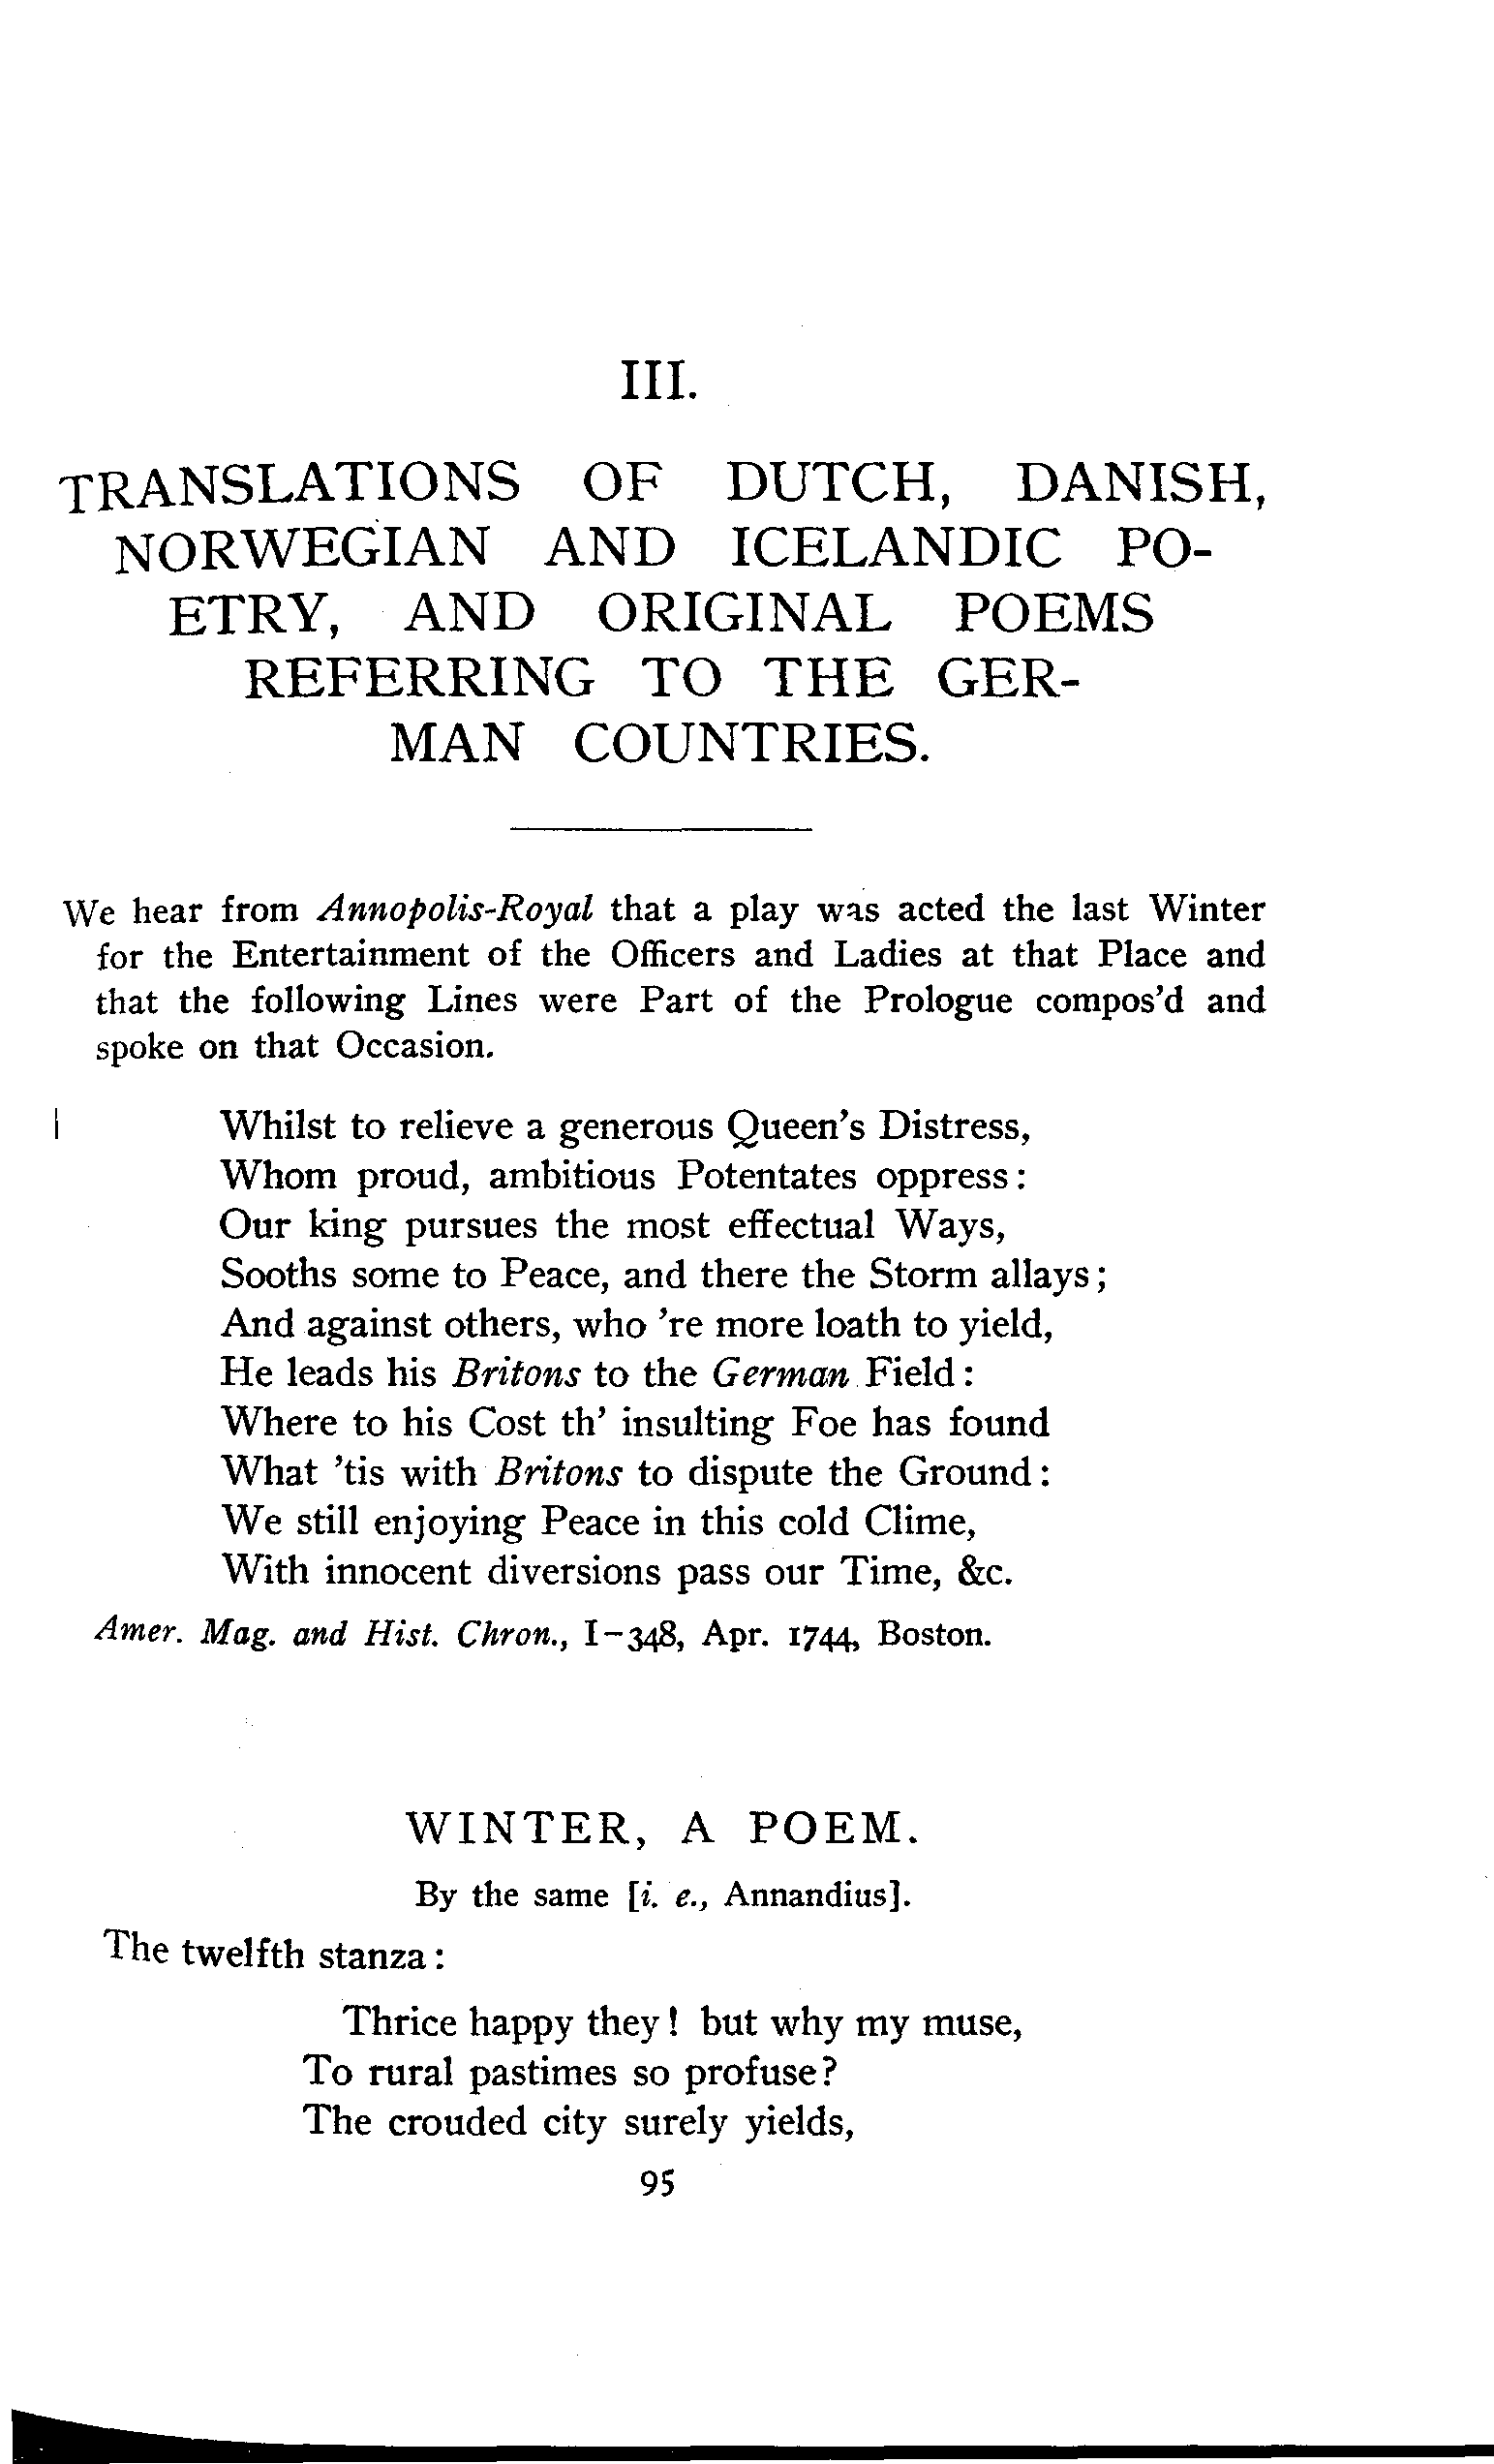 III.
TRANSLATIONS OF DUTCH, DANISH,
NORWEGIAN AND ICELANDIC PO-
ETRY, AND ORIGINAL POEMS
REFERRING TO THE GER-
MAN COUNTRIES.
We hear from Annopolis-Royal that a play was acted the last Winter
for the Entertainment of the Officers and Ladies at that Place and
that the following Lines were Part of the Prologue compos'd and
spoke on that Occasion.
Whilst to relieve a generous Queen's Distress,
Whom proud, ambitious Potentates oppress:
Our king pursues the most effectual Ways,
Sooths some to Peace, and there the Storm allays;
And against others, who 're more loath to yield,
He leads his Britons to the German Field:
Where to his Cost th' insulting Foe has found
What 'tis with Britons to dispute the Ground:
We still enjoying Peace in this cold Clime,
With innocent diversions pass our Time, &c.
Amer. Mag. and Hist. Chron., I-348, Apr. 1744, Boston.
WINTER, A POEM.
By the same [i. e., Annandius].
The twelfth stanza:
Thrice happy they! but why my muse,
To rural pastimes so profuse?
The crouded city surely yields,
95